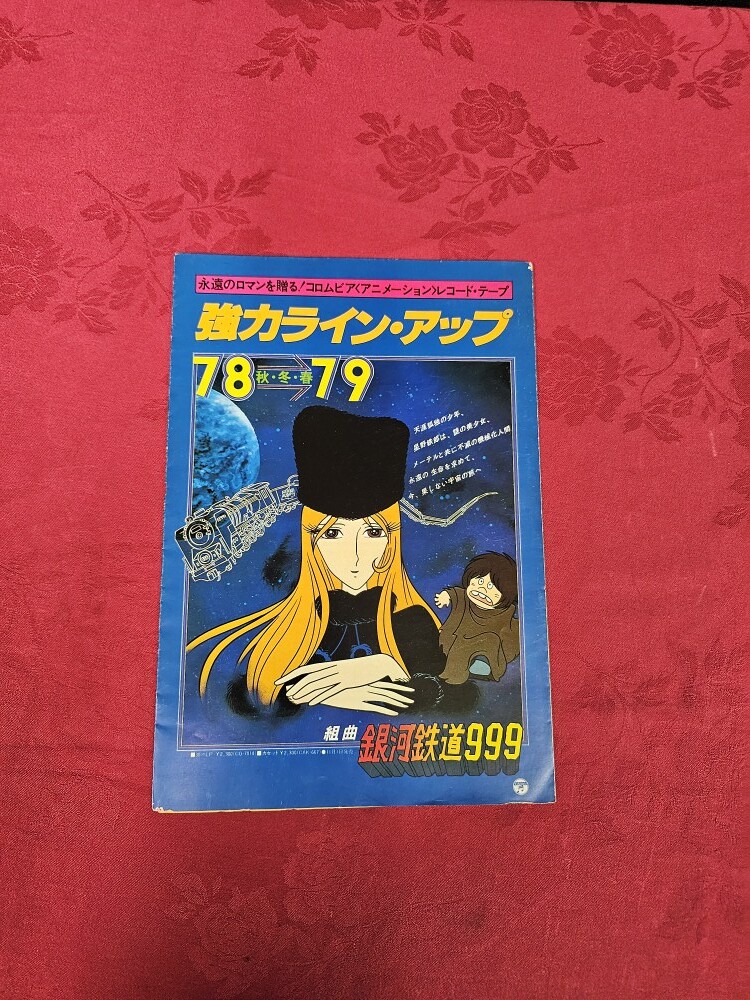 永遠のロマンを贈る!コロムビア〈アニメーション〉レコード・テープ
強力ライン・アップ
78秋・冬・春79
天涯孤独の少年、
星野鉄郎は、謎の美少女、
メーテルと共に不滅の機械化人間
永遠の生命を求めて、
今、果しない宇宙の旅へ
組曲 銀河鉄道999